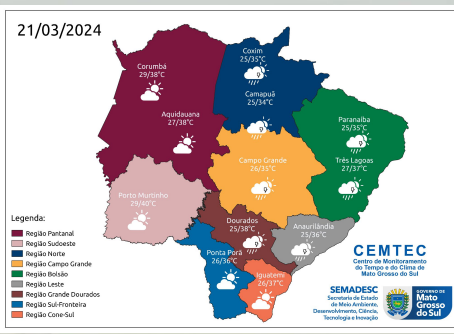 21/03/2024
Coxim
25/35°C
Corumbá
29/38°C
Camapuã
25/34°C
Aquidauana
27/38°C
Paranaíba
25/35°C
Campo Grande
26/35°C
Três Lagoas
27/37°C
Porto Murtinho
29/40°C
Dourados
25/38°C
Anaurilândia
25/36°C
Ponta Porã
26/36°C
Iguatemi
26/37°C
Legenda:
Região Pantanal
Região Sudoeste
Região Norte
Região Campo Grande
Região Bolsão
Região Leste
Região Grande Dourados
Região Sul-Fronteira
Região Cone-Sul
CEMTEC
Centro de Monitoramento
do Tempo e do Clima de
Mato Grosso do Sul
SEMADESC
Secretaria de Estado
de Meio Ambiente,
Desenvolvimento, Ciência,
Tecnologia e Inovação
GOVERNO DE
Mato
Grosso
do Sul